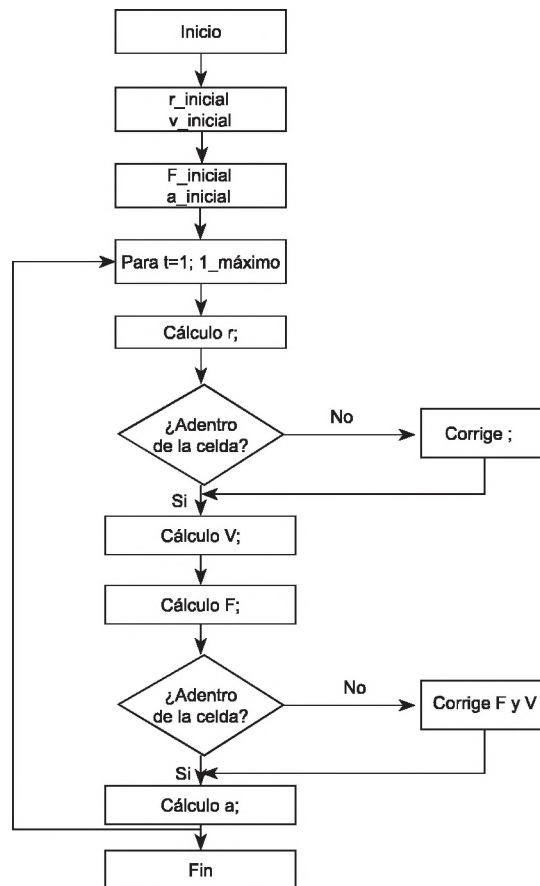 Inicio
r_inicial
v_inicial
F_inicial
a_inicial
Para t=1; 1_máximo
Cálculo r;
¿Adentro
de la celda?
No
Corrige ;
Si
Cálculo V;
Cálculo F;
¿Adentro
de la celda?
No
Corrige F y V
Si
Cálculo a;
Fin